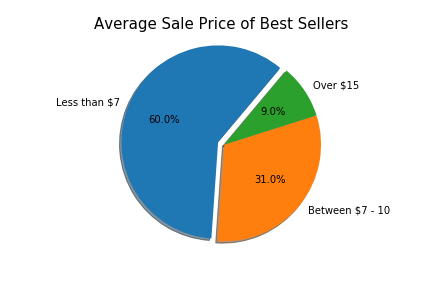 Average Sale Price of Best Sellers
Less than $7
60.0%
Over $15
9.0%
31.0%
Between $7 - 10